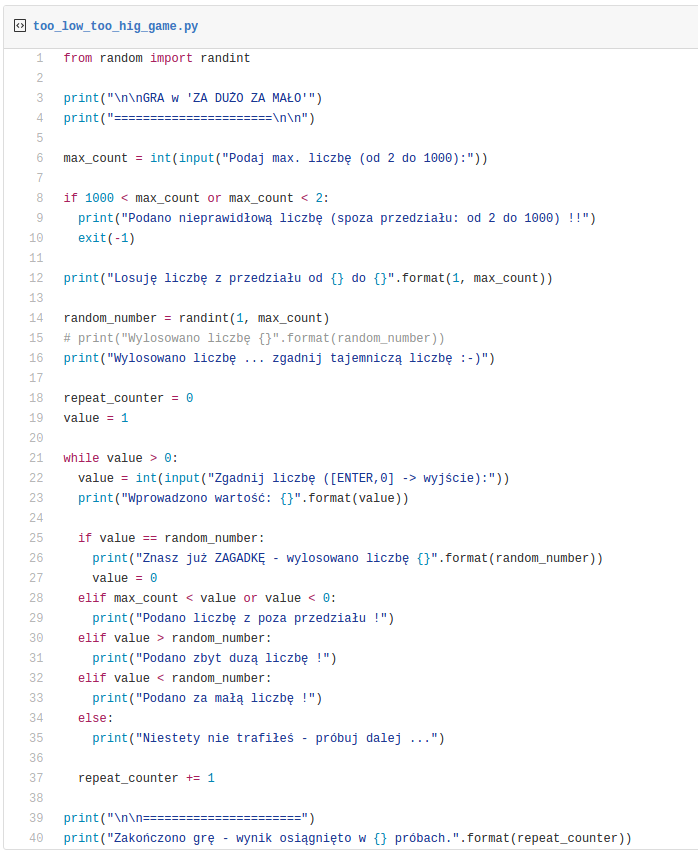 too_low_too_hig_game.py
1 from random import randint
2
3 print("\n\nGRA w 'ZA DUŻO ZA MAŁO'")
4 print("======================\n\n")
5
6 max_count = int(input("Podaj max. liczbę (od 2 do 1000):"))
7
8 if 1000 < max_count or max_count < 2:
9   print("Podano nieprawidłową liczbę (spoza przedziału: od 2 do 1000) !!")
10   exit(-1)
11
12 print("Losuję liczbę z przedziału od {} do {}".format(1, max_count))
13
14 random_number = randint(1, max_count)
15 # print("Wylosowano liczbę {}".format(random_number))
16 print("Wylosowano liczbę ... zgadnij tajemniczą liczbę :-)")
17
18 repeat_counter = 0
19 value = 1
20
21 while value > 0:
22   value = int(input("Zgadnij liczbę ([ENTER,0] -> wyjście):"))
23   print("Wprowadzono wartość: {}".format(value))
24
25   if value == random_number:
26     print("Znasz już ZAGADKĘ - wylosowano liczbę {}".format(random_number))
27     value = 0
28   elif max_count < value or value < 0:
29     print("Podano liczbę z poza przedziału !")
30   elif value > random_number:
31     print("Podano zbyt duzą liczbę !")
32   elif value < random_number:
33     print("Podano za małą liczbę !")
34   else:
35     print("Niestety nie trafiłeś - próbuj dalej ...")
36
37   repeat_counter += 1
38
39 print("\n\n======================")
40 print("Zakończono grę - wynik osiągnięto w {} próbach.".format(repeat_counter))